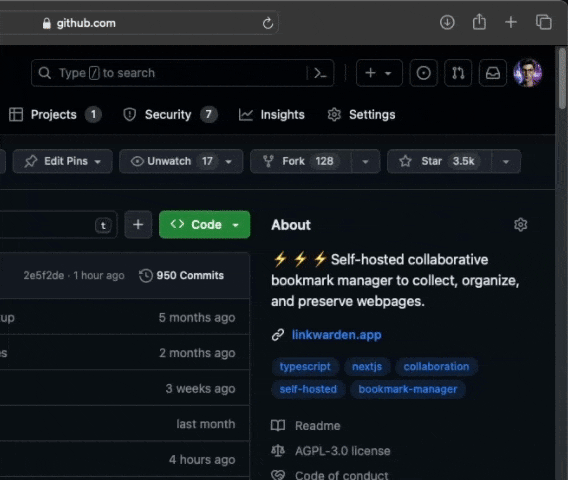 github.com
Type / to search
Projects 1 Security 7 Insights Settings
Edit Pins Unwatch 17 Fork 128 Star 3.5k
t + Code
About
⚡⚡⚡Self-hosted collaborative
bookmark manager to collect, organize,
and preserve webpages.
linkwarden.app
typescript nextjs collaboration
self-hosted bookmark-manager
Readme
AGPL-3.0 license
Code of conduct
2e5f2de · 1 hour ago 950 Commits
up 5 months ago
s 2 months ago
3 weeks ago
last month
4 hours ago